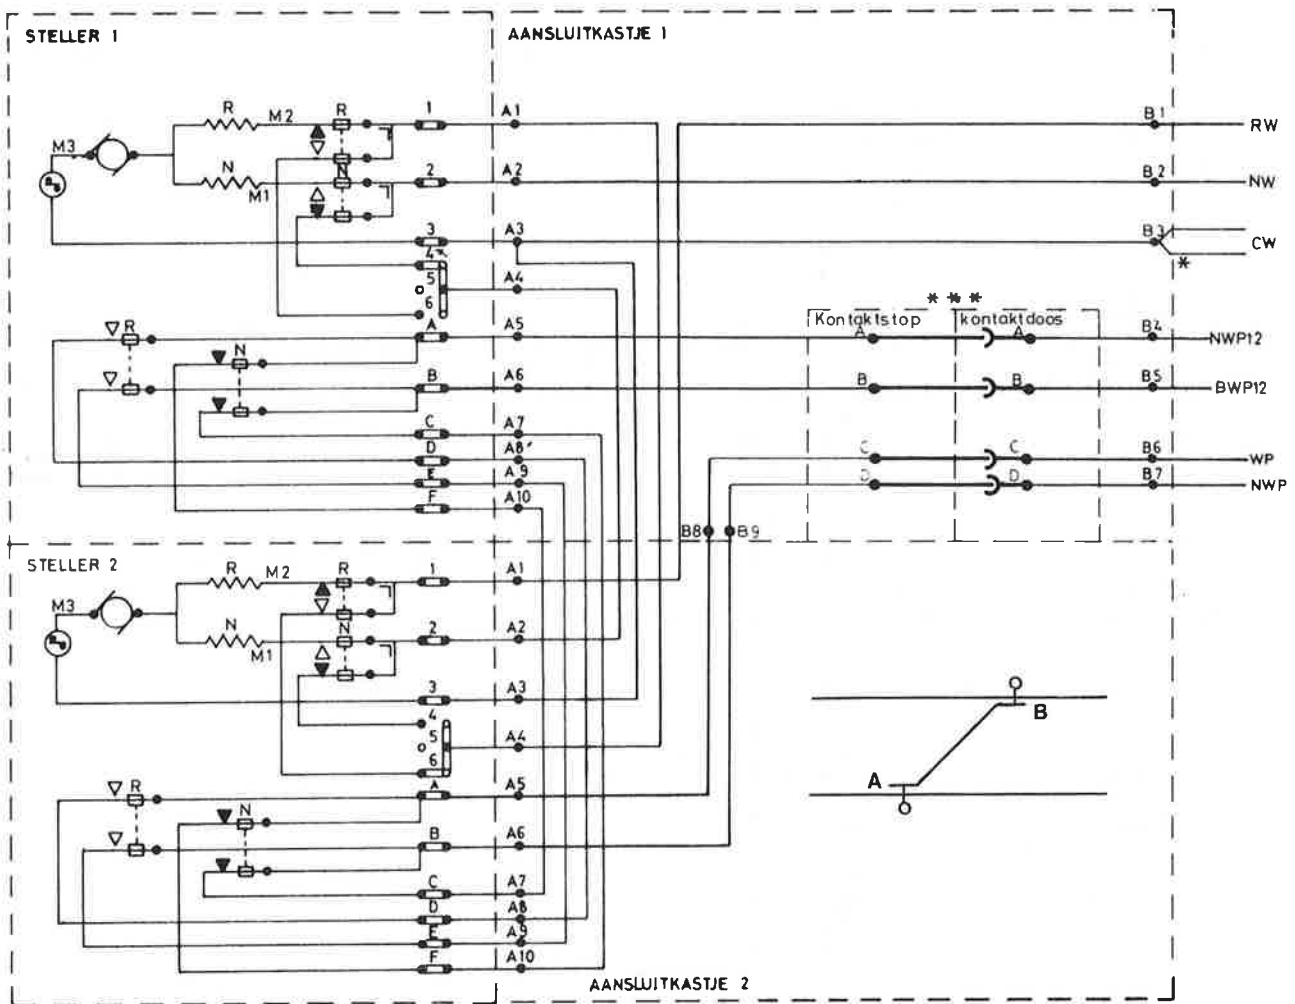 STELLER 1
AANSLUITKASTJE 1
R M2 R 1 A1 B1 RW
M3
N M1 N 2 A2 B2 NW
3 A3 B3 CW
*
4
5 A4
6
* * *
Kontaktstop kontaktdoos
R A A5 A A B4 NWP12
N B A6 B B B5 BWP12
C A7
D A8 C C B6 WP
E A9 D D B7 NWP
F A10
B8 B9
STELLER 2
R M2 R 1 A1
M3
N M1 N 2 A2
3 A3
4
5 A4
6
B
A
R A A5
N B A6
C A7
D A8
E A9
F A10
AANSLUITKASTJE 2